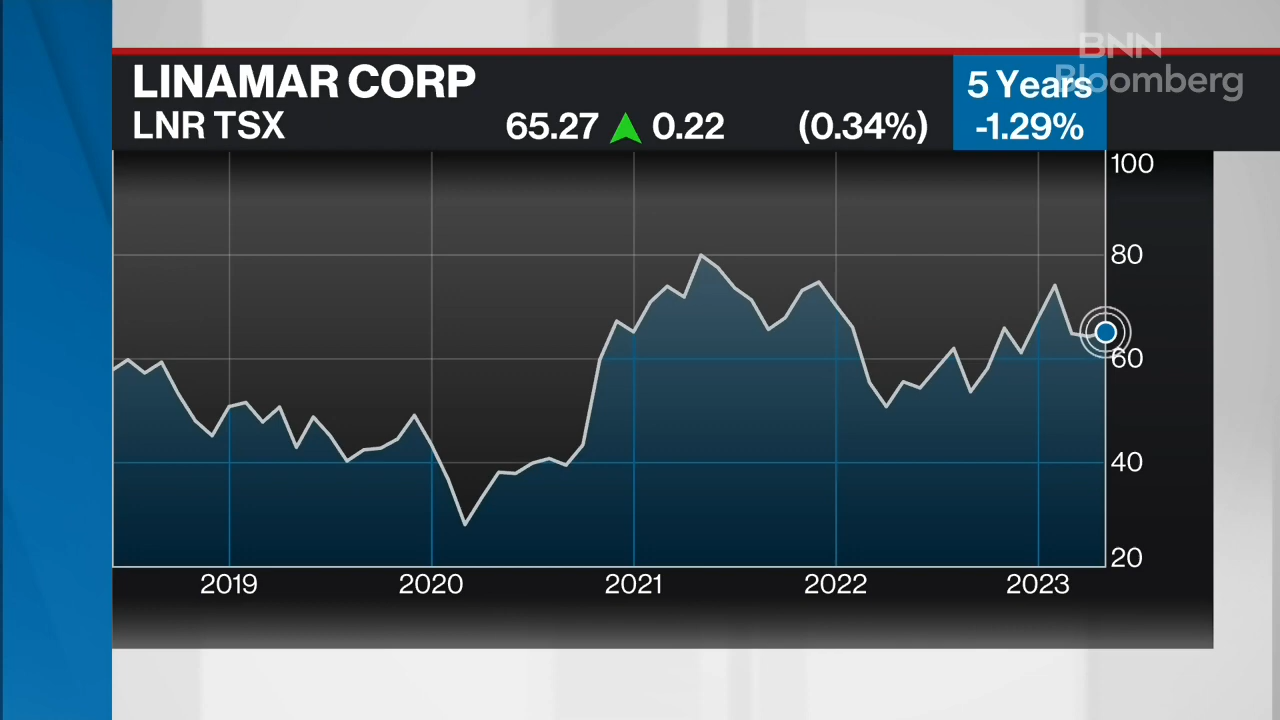 BNN
Bloomberg
LINAMAR CORP
LNR TSX
65.27 ▲ 0.22 (0.34%)
5 Years
-1.29%
100
80
60
40
20
2019 2020 2021 2022 2023